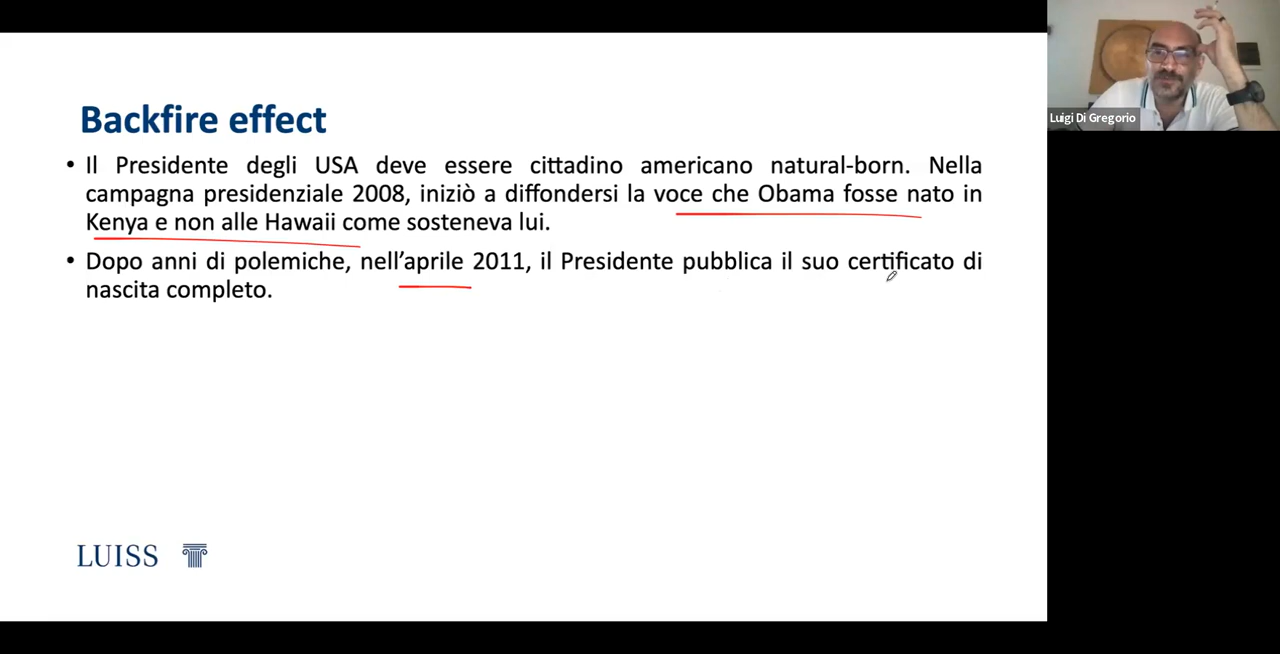 Backfire effect
• Il Presidente degli USA deve essere cittadino americano natural-born. Nella
campagna presidenziale 2008, iniziò a diffondersi la voce che Obama fosse nato in
Kenya e non alle Hawaii come sosteneva lui.
• Dopo anni di polemiche, nell’aprile 2011, il Presidente pubblica il suo certificato di
nascita completo.
LUISS
Luigi Di Gregorio